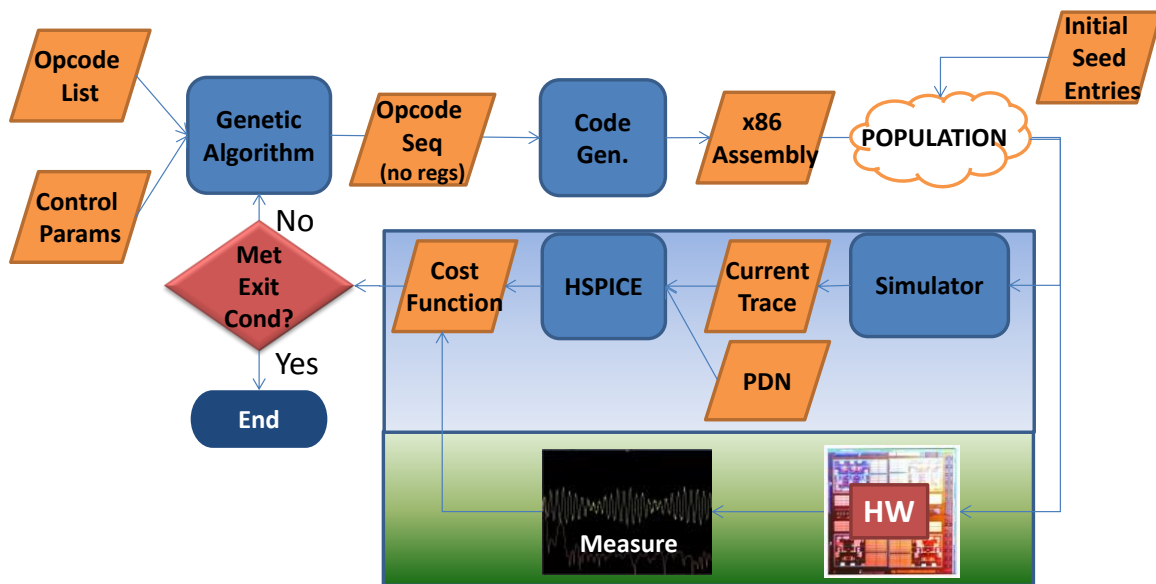 Opcode
List
Control
Params
Genetic
Algorithm
Opcode
Seq
(no regs)
Code
Gen.
x86
Assembly
POPULATION
Initial
Seed
Entries
No
Met
Exit
Cond?
Yes
End
Cost
Function
HSPICE
Current
Trace
Simulator
PDN
Measure
HW